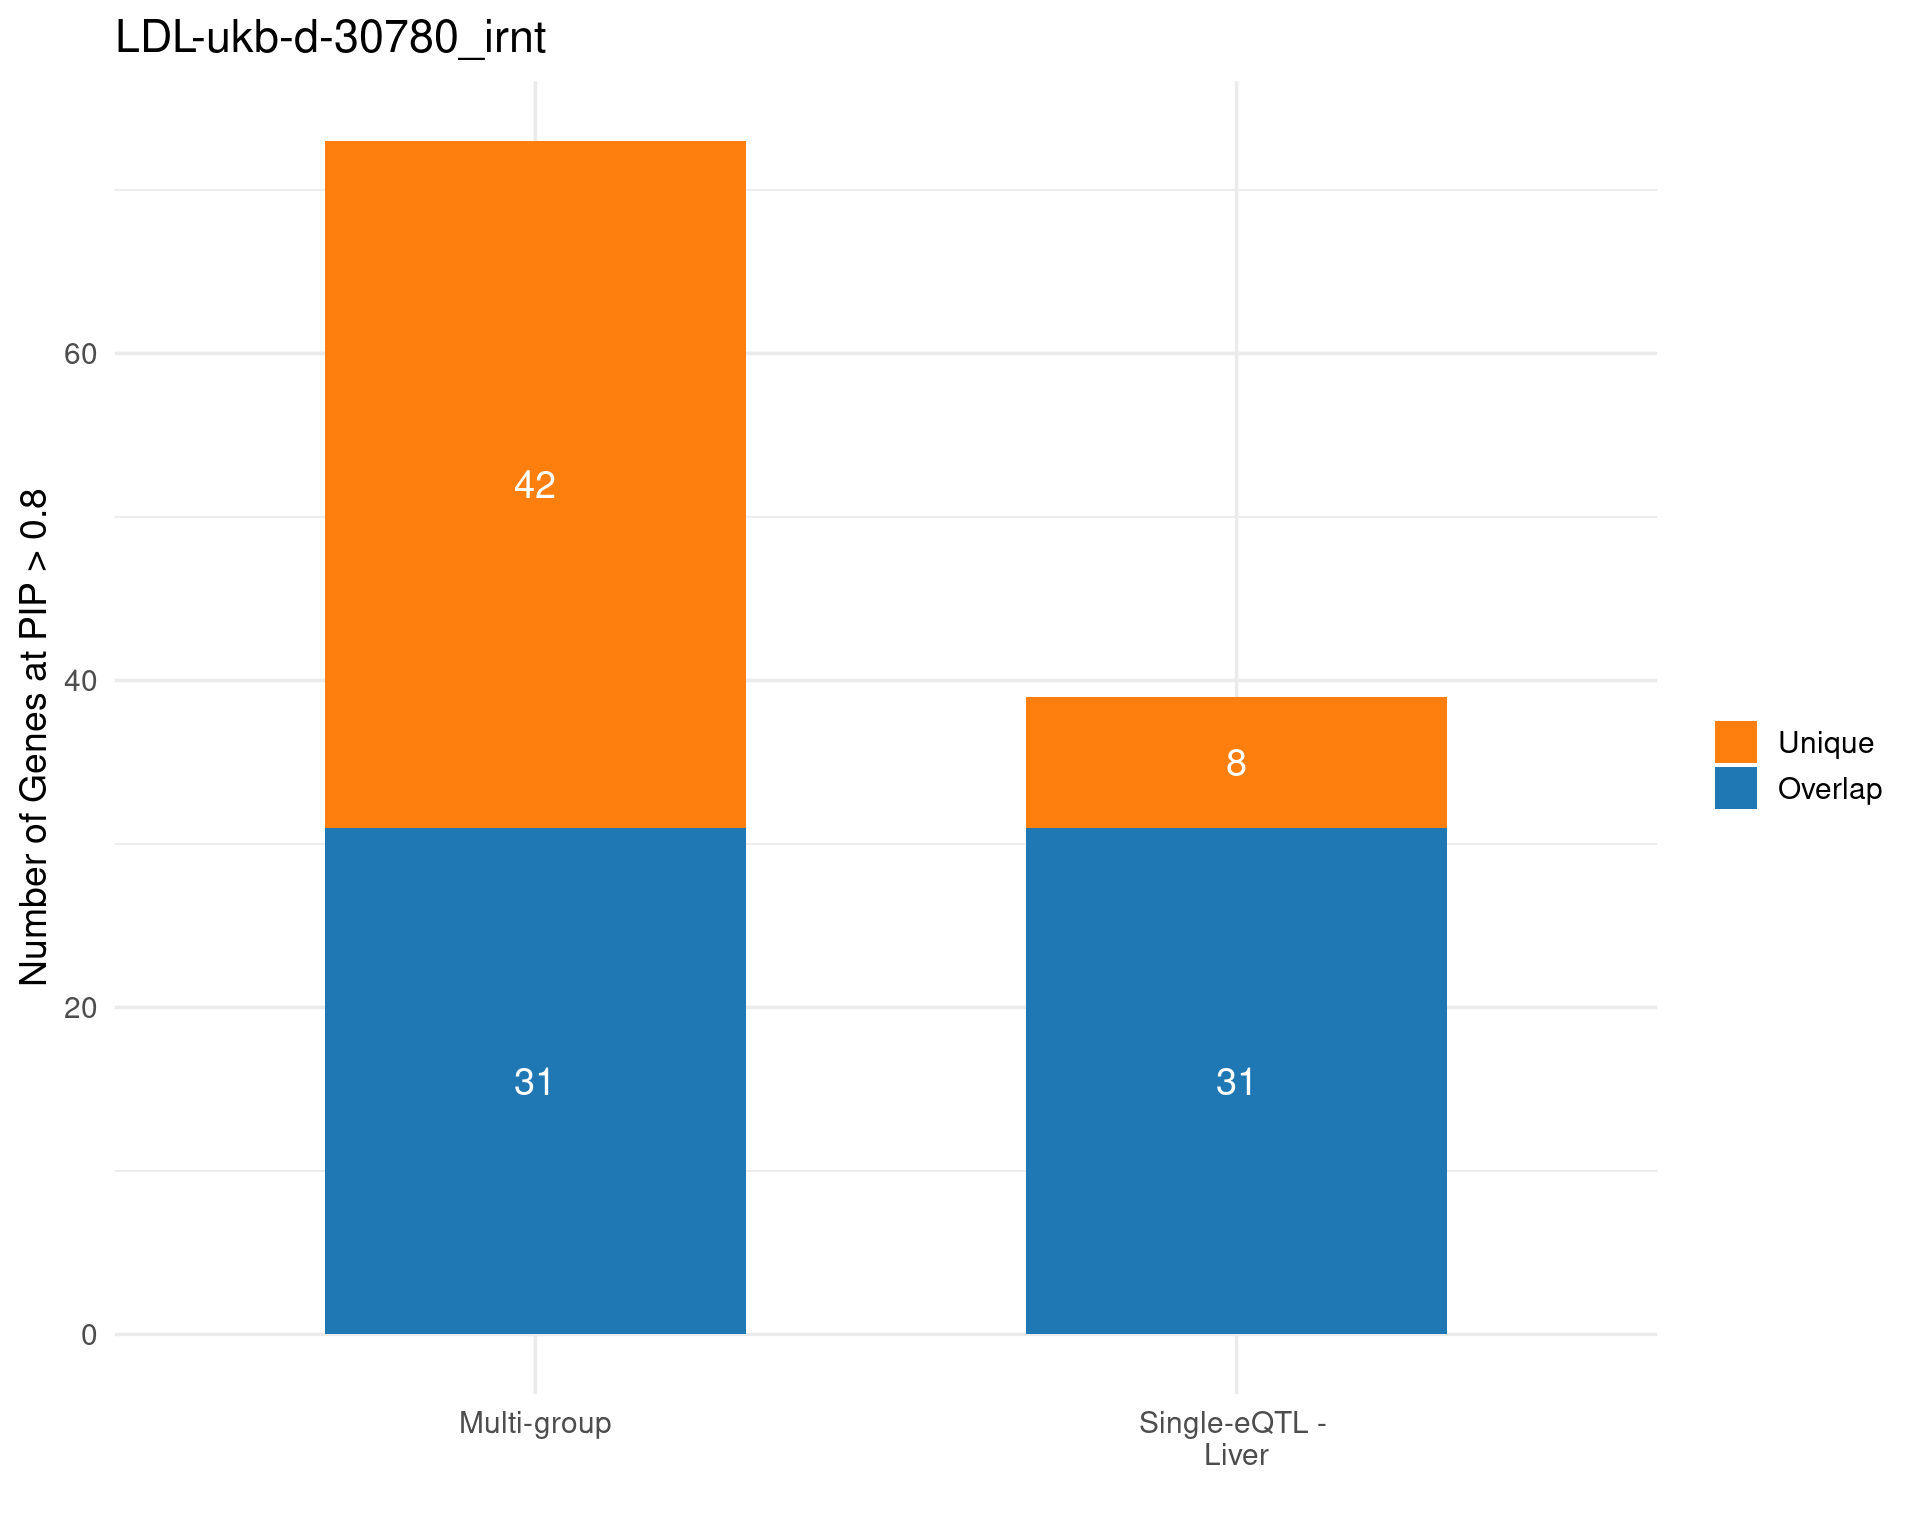 LDL-ukb-d-30780_irnt
Number of Genes at PIP > 0.8
60
40
20
0
42
31
8
31
Multi-group
Single-eQTL -
Liver
Unique
Overlap